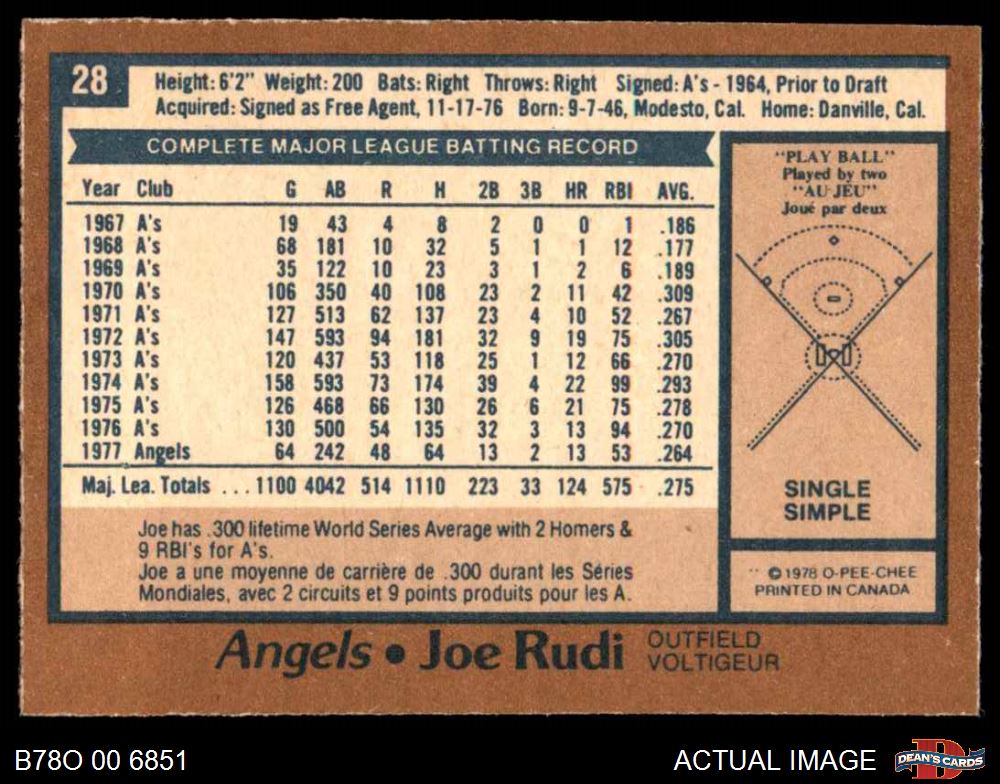 28
Height: 6'2" Weight: 200 Bats: Right Throws: Right Signed: A's - 1964, Prior to Draft
Acquired: Signed as Free Agent, 11-17-76 Born: 9-7-46, Modesto, Cal. Home: Danville, Cal.
COMPLETE MAJOR LEAGUE BATTING RECORD
Year Club G AB R H 2B 3B HR RBI AVG.
1967 A's 19 43 4 8 2 0 0 1 .186
1968 A's 68 181 10 32 5 1 1 12 .177
1969 A's 35 122 10 23 3 1 2 6 .189
1970 A's 106 350 40 108 23 2 11 42 .309
1971 A's 127 513 62 137 23 4 10 52 .267
1972 A's 147 593 94 181 32 9 19 75 .305
1973 A's 120 437 53 118 25 1 12 66 .270
1974 A's 158 593 73 174 39 4 22 99 .293
1975 A's 126 468 66 130 26 6 21 75 .278
1976 A's 130 500 54 135 32 3 13 94 .270
1977 Angels 64 242 48 64 13 2 13 53 .264
Maj. Lea. Totals ... 1100 4042 514 1110 223 33 124 575 .275
Joe has .300 lifetime World Series Average with 2 Homers &
9 RBI's for A's.
Joe a une moyenne de carrière de .300 durant les Séries
Mondiales, avec 2 circuits et 9 points produits pour les A.
"PLAY BALL"
Played by two
"AU JEU"
Joué par deux
SINGLE
SIMPLE
© 1978 O-PEE-CHEE
PRINTED IN CANADA
Angels • Joe Rudi
OUTFIELD
VOLTIGEUR
B78O 00 6851
ACTUAL IMAGE
DEAN'S CARDS